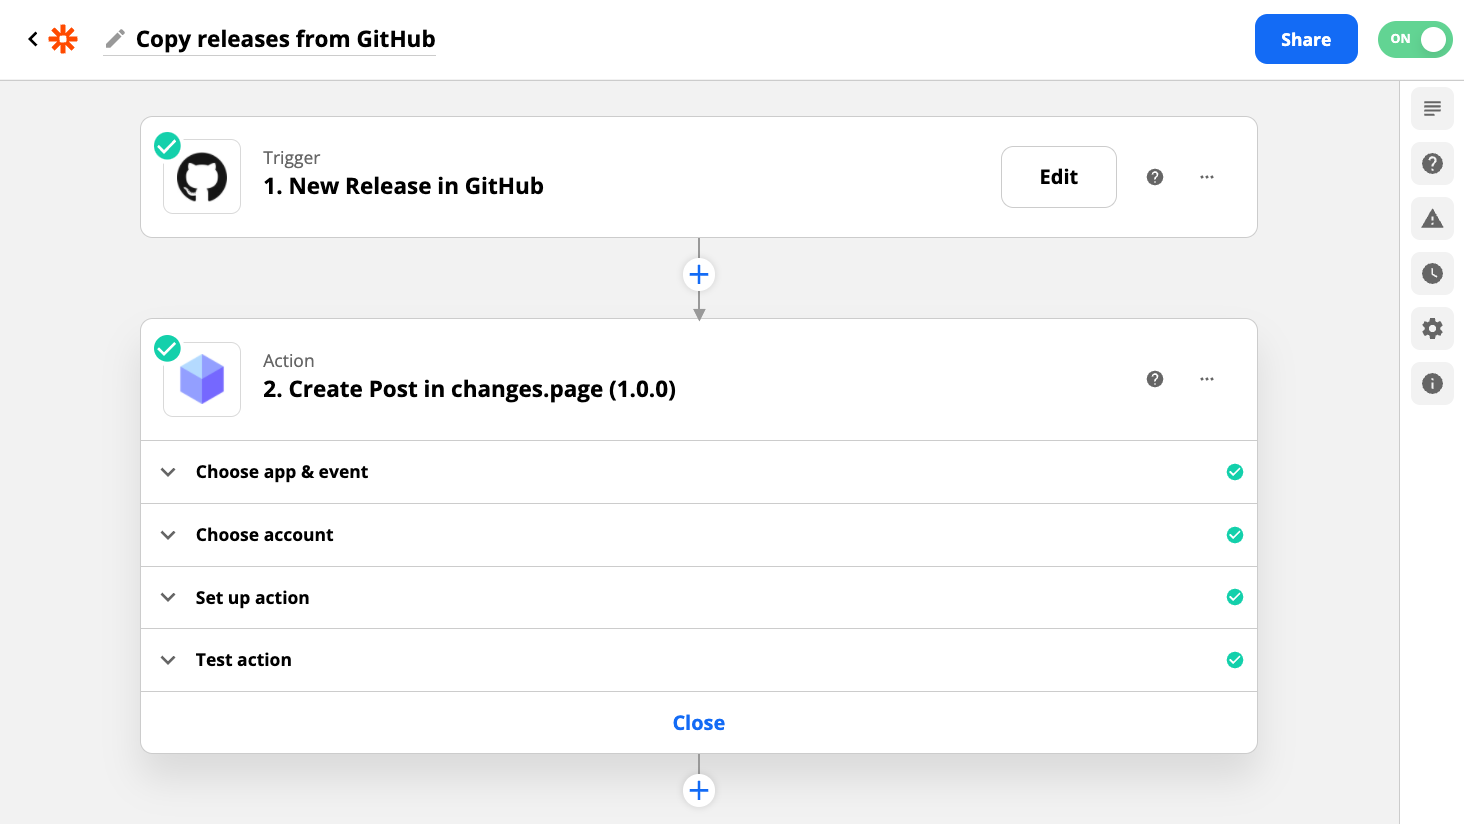 Copy releases from GitHub
Share
ON
Trigger
1. New Release in GitHub
Edit
Action
2. Create Post in changes.page (1.0.0)
Choose app & event
Choose account
Set up action
Test action
Close